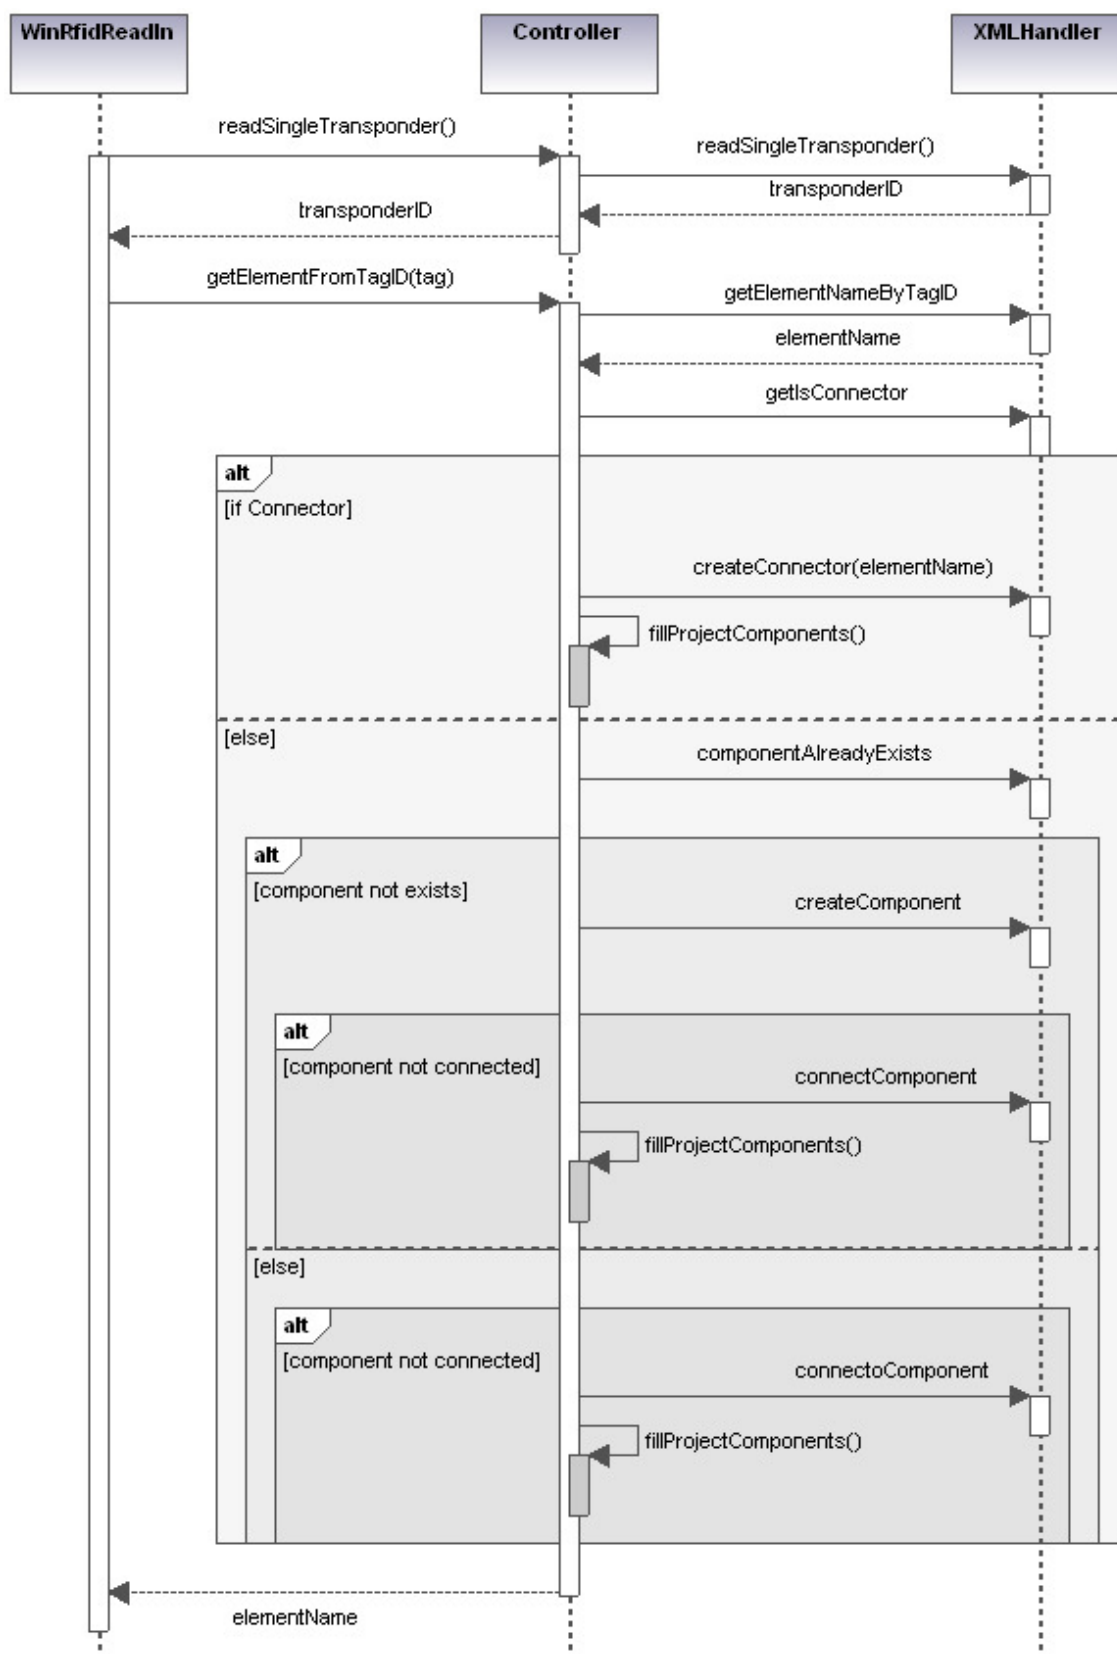 WinRfidReadIn
Controller
XMLHandler
readSingleTransponder()
readSingleTransponder()
transponderID
transponderID
getElementFromTagID(tag)
getElementNameByTagID
elementName
getIsConnector
alt
[if Connector]
createConnector(elementName)
fillProjectComponents()
[else]
componentAlreadyExists
alt
[component not exists]
createComponent
alt
[component not connected]
connectComponent
fillProjectComponents()
[else]
alt
[component not connected]
connectoComponent
fillProjectComponents()
elementName